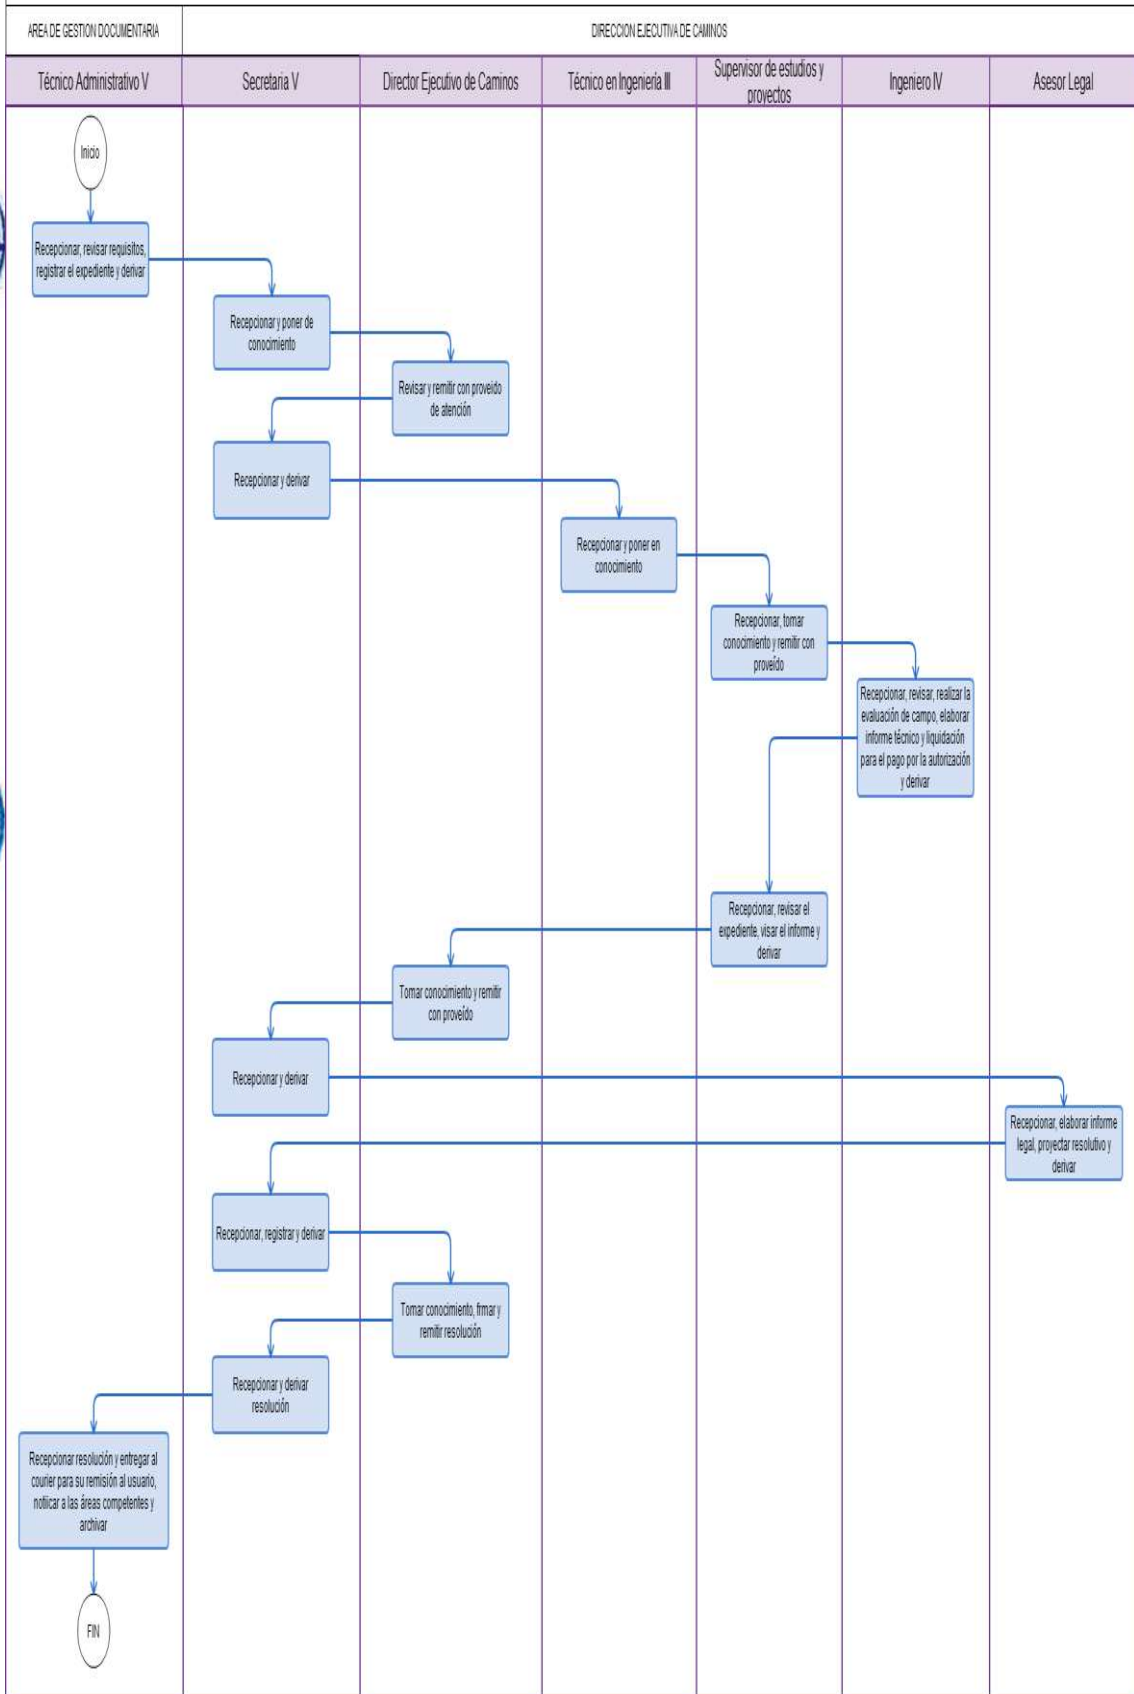 AREA DE GESTION DOCUMENTARIA
DIRECCION EJECUTIVA DE CAMINOS
Técnico Administrativo V
Secretaria V
Director Ejecutivo de Caminos
Técnico en Ingeniería III
Supervisor de estudios y
proyectos
Ingeniero IV
Asesor Legal
Inicio
Recepcionar, revisar requisitos,
registrar el expediente y derivar
Recepcionar y poner de
conocimiento
Revisar y remitir con proveído
de atención
Recepcionar y derivar
Recepcionar y poner en
conocimiento
Recepcionar, tomar
conocimiento y remitir con
proveído
Recepcionar, revisar, realizar la
evaluación de campo, elaborar
informe técnico y liquidación
para el pago por la autorización
y derivar
Recepcionar, revisar el
expediente, visar el informe y
derivar
Tomar conocimiento y remitir
con proveído
Recepcionar y derivar
Recepcionar, elaborar informe
legal, proyectar resolutivo y
derivar
Recepcionar, registrar y derivar
Tomar conocimiento, frmar y
remitir resolución
Recepcionar y derivar
resolución
Recepcionar resolución y entregar al
courier para su remisión al usuario,
notiicar a las áreas competentes y
archivar
FIN